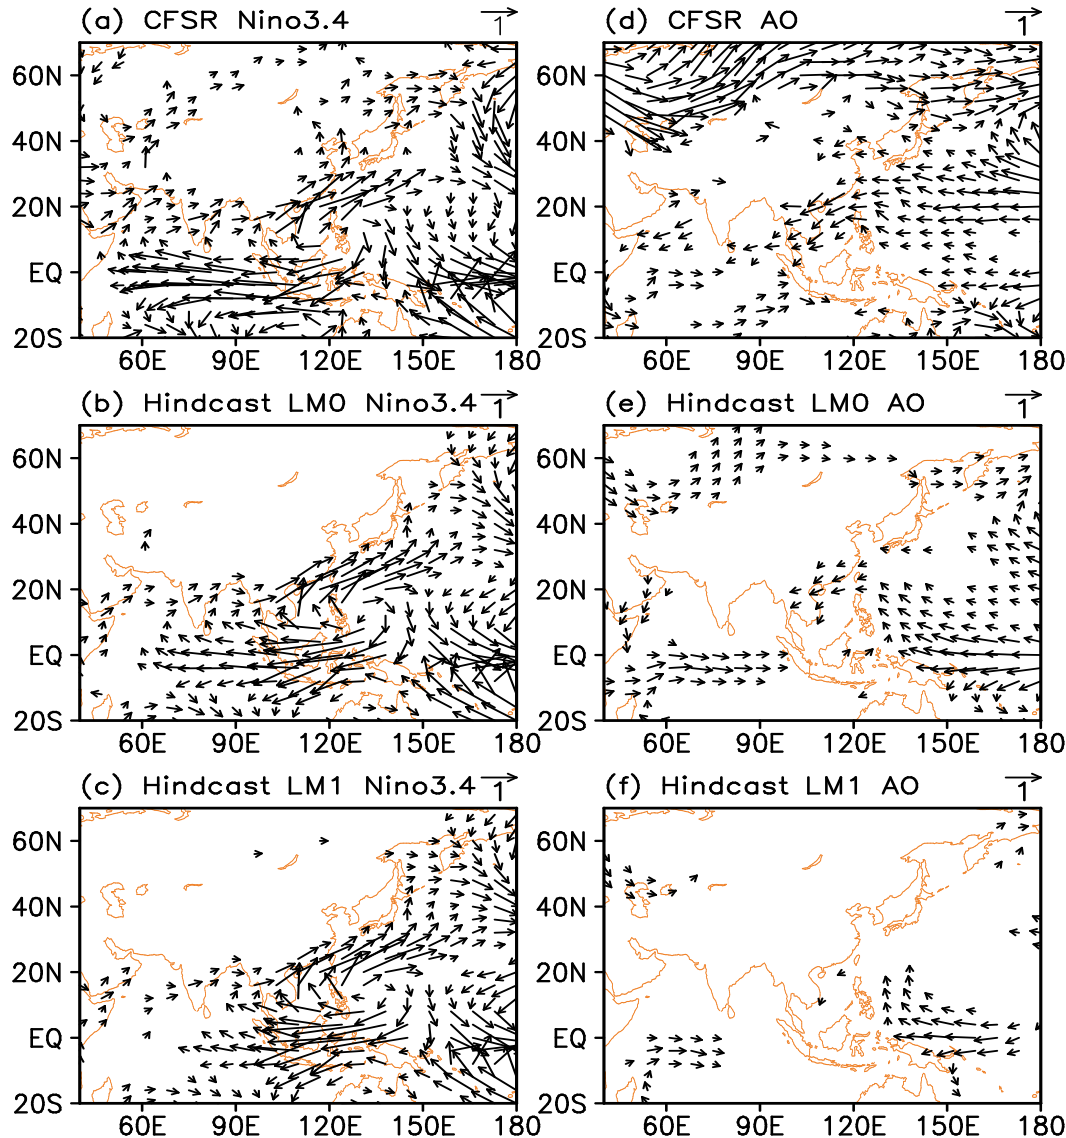 (a) CFSR Nino3.4 1
60N
40N
20N
EQ
20S
60E 90E 120E 150E 180
(d) CFSR AO 1
60N
40N
20N
EQ
20S
60E 90E 120E 150E 180
(b) Hindcast LM0 Nino3.4 1
60N
40N
20N
EQ
20S
60E 90E 120E 150E 180
(e) Hindcast LM0 AO 1
60N
40N
20N
EQ
20S
60E 90E 120E 150E 180
(c) Hindcast LM1 Nino3.4 1
60N
40N
20N
EQ
20S
60E 90E 120E 150E 180
(f) Hindcast LM1 AO 1
60N
40N
20N
EQ
20S
60E 90E 120E 150E 180